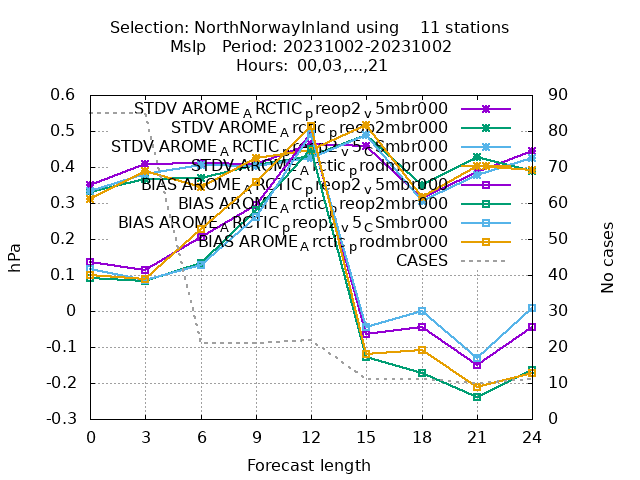 Selection: NorthNorwayInland using 11 stations
Mslp Period: 20231002-20231002
Hours: 00,03,...,21
0.6
0.5
0.4
0.3
0.2
0.1
0
-0.1
-0.2
-0.3
hPa
STDV AROME_ARCTIC_preop2_v5mbr000
STDV AROME_Arctic_preop2mbr000
STDV AROME_ARCTIC_preop2_v5_CSmbr000
STDV AROME_Arctic_prodmbr000
BIAS AROME_ARCTIC_preop2_v5mbr000
BIAS AROME_Arctic_preop2mbr000
BIAS AROME_ARCTIC_preop2_v5_CSmbr000
BIAS AROME_Arctic_prodmbr000
CASES
90
80
70
60
50
40
30
20
10
0
No cases
0 3 6 9 12 15 18 21 24
Forecast length